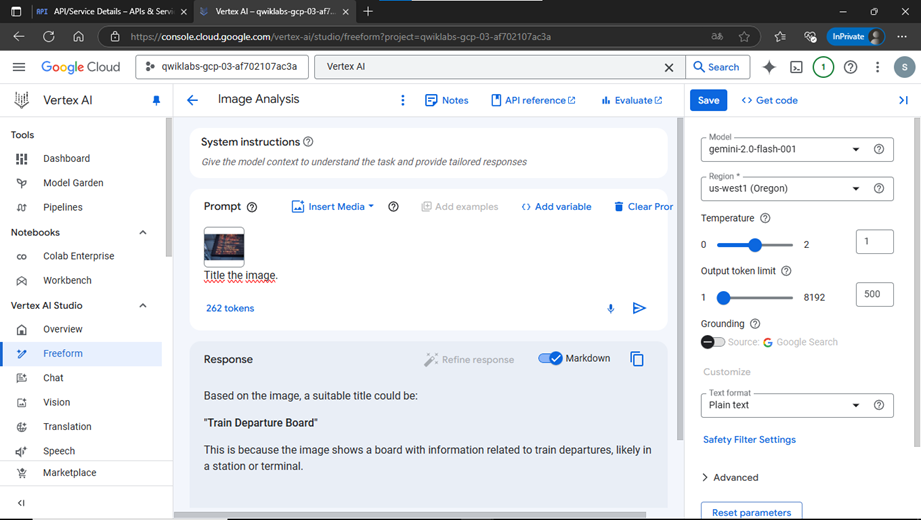 API API/Service Details – APIs & Servi
Vertex AI – qwiklabs-gcp-03-af7...
https://console.cloud.google.com/vertex-ai/studio/freeform?project=qwiklabs-gcp-03-af702107ac3a
InPrivate
Google Cloud
qwiklabs-gcp-03-af702107ac3a
Vertex AI
Search
1
S
Vertex AI
Tools
Dashboard
Model Garden
Pipelines
Notebooks
Colab Enterprise
Workbench
Vertex AI Studio
Overview
Freeform
Chat
Vision
Translation
Speech
Marketplace
Image Analysis
Notes
API reference
Evaluate
System instructions
Give the model context to understand the task and provide tailored responses
Prompt
Insert Media
Add examples
<> Add variable
Clear Pror
Title the image.
262 tokens
Response
Refine response
Markdown
Based on the image, a suitable title could be:
"Train Departure Board"
This is because the image shows a board with information related to train departures, likely in
a station or terminal.
Save
<> Get code
Model
gemini-2.0-flash-001
Region *
us-west1 (Oregon)
Temperature
0
2
1
Output token limit
1
8192
500
Grounding
Source: Google Search
Customize
Text format
Plain text
Safety Filter Settings
Advanced
Reset parameters